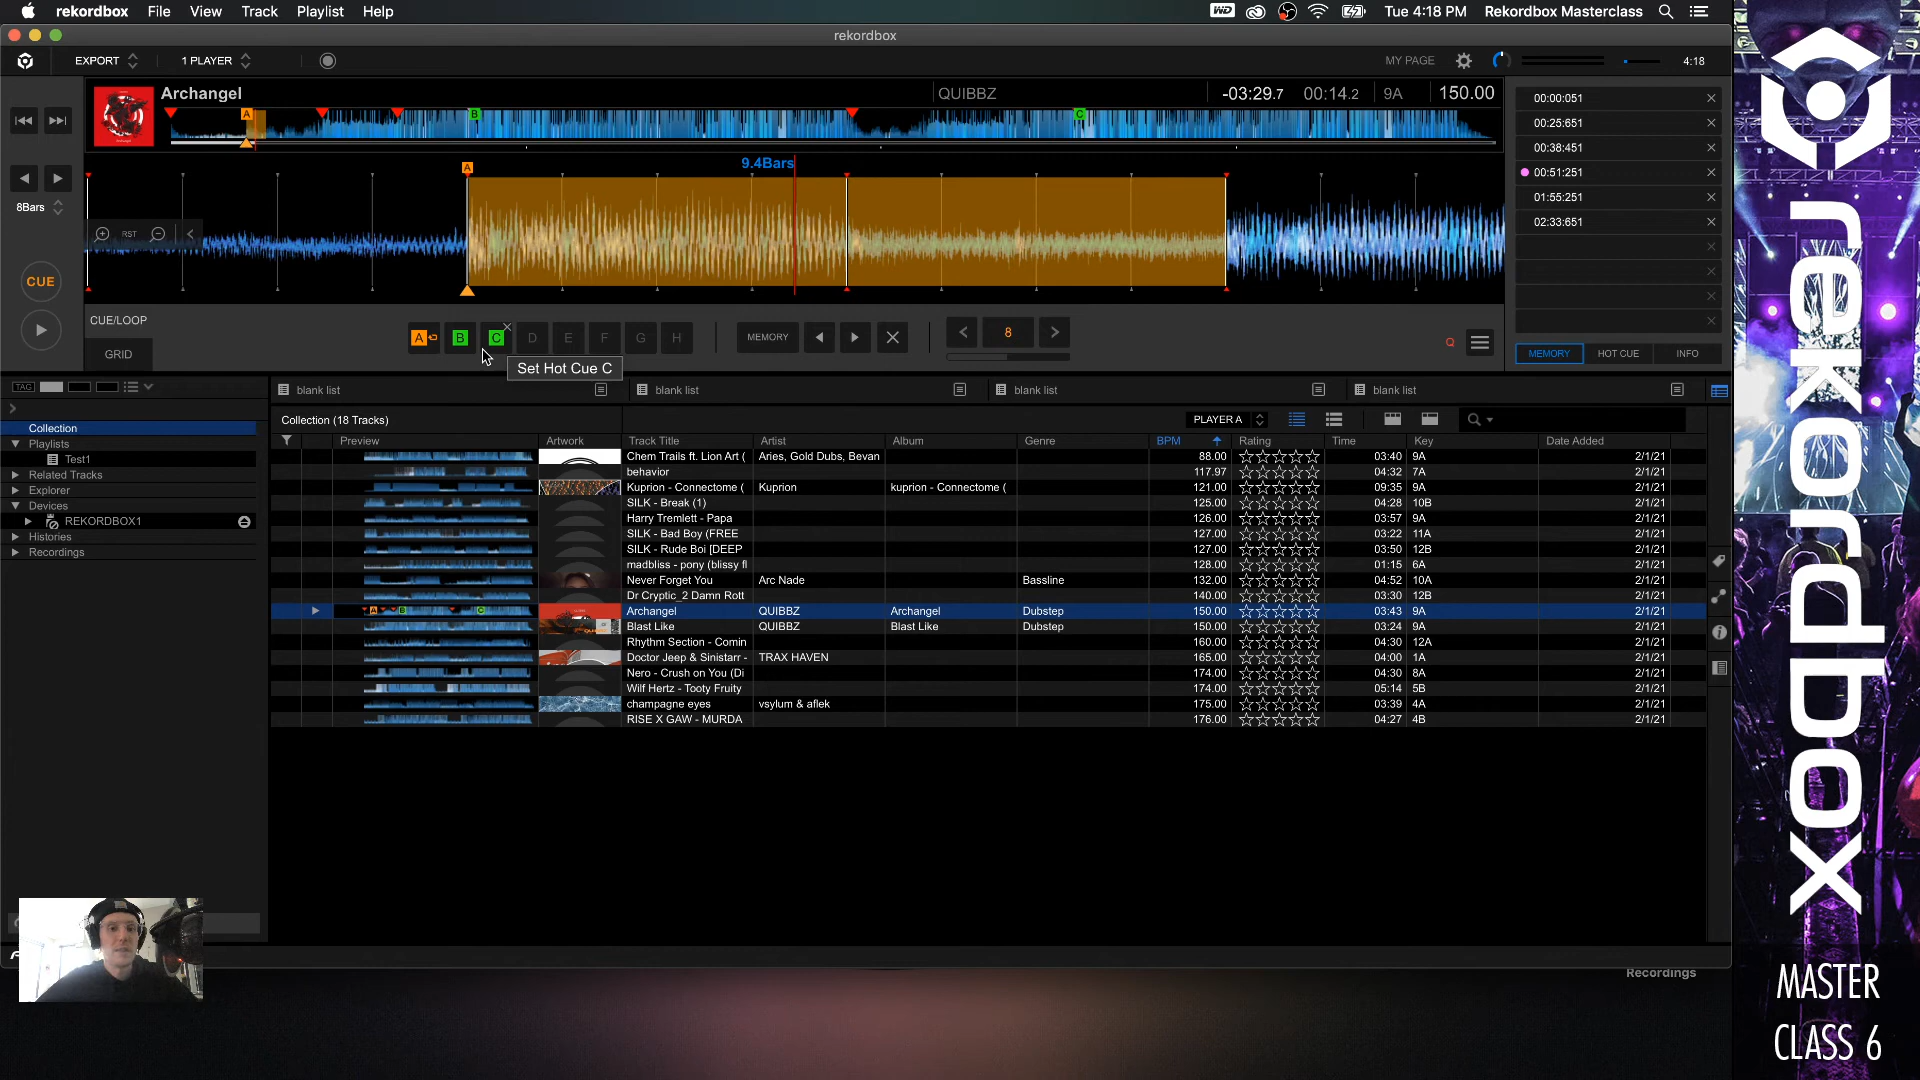 rekordbox File View Track Playlist Help
WD Tue 4:18 PM Rekordbox Masterclass
rekordbox
EXPORT 1 PLAYER MY PAGE 4:18
Archangel QUIBBZ -03:29.7 00:14.2 9A 150.00
A B C
9.4Bars
A
8Bars
RST
CUE
CUE/LOOP
GRID
A B C D E F G H MEMORY 8 Q
Set Hot Cue C
00:00:051
00:25:651
00:38:451
00:51:251
01:55:251
02:33:651
MEMORY HOT CUE INFO
TAG
blank list blank list blank list blank list
Collection
Playlists
Test1
Related Tracks
Explorer
Devices
REKORDBOX1
Histories
Recordings
Collection (18 Tracks) PLAYER A
Preview Artwork Track Title Artist Album Genre BPM Rating Time Key Date Added
Chem Trails ft. Lion Art ( Aries, Gold Dubs, Bevan 88.00 03:40 9A 2/1/21
behavior 117.97 04:32 7A 2/1/21
Kuprion - Connectome ( Kuprion kuprion - Connectome ( 121.00 09:35 9A 2/1/21
SILK - Break (1) 125.00 04:28 10B 2/1/21
Harry Tremlett - Papa 126.00 03:57 9A 2/1/21
SILK - Bad Boy (FREE 127.00 03:22 11A 2/1/21
SILK - Rude Boi [DEEP 127.00 03:50 12B 2/1/21
madbliss - pony (blissy fl 128.00 01:15 6A 2/1/21
Never Forget You Arc Nade Bassline 132.00 04:52 10A 2/1/21
Dr Cryptic_2 Damn Rott 140.00 03:30 12B 2/1/21
A B C Archangel QUIBBZ Archangel Dubstep 150.00 03:43 9A 2/1/21
Blast Like QUIBBZ Blast Like Dubstep 150.00 03:24 9A 2/1/21
Rhythm Section - Comin 160.00 04:30 12A 2/1/21
Doctor Jeep & Sinistarr - TRAX HAVEN 165.00 04:00 1A 2/1/21
Nero - Crush on You (Di 174.00 04:30 8A 2/1/21
Wilf Hertz - Tooty Fruity 174.00 05:14 5B 2/1/21
champagne eyes vsylum & aflek 175.00 03:39 4A 2/1/21
RISE X GAW - MURDA 176.00 04:27 4B 2/1/21
Recordings
rekordbox
MASTER
CLASS 6